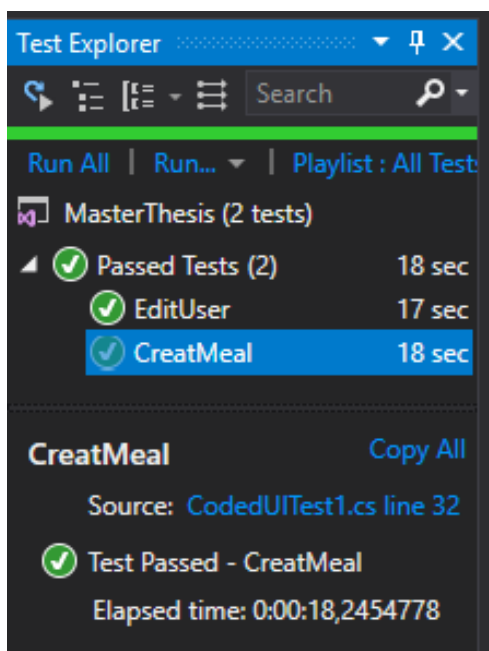 Test Explorer
Search
Run All | Run... | Playlist : All Tests
MasterThesis (2 tests)
Passed Tests (2) 18 sec
EditUser 17 sec
CreatMeal 18 sec
CreatMeal Copy All
Source: CodedUITest1.cs line 32
Test Passed - CreatMeal
Elapsed time: 0:00:18,2454778